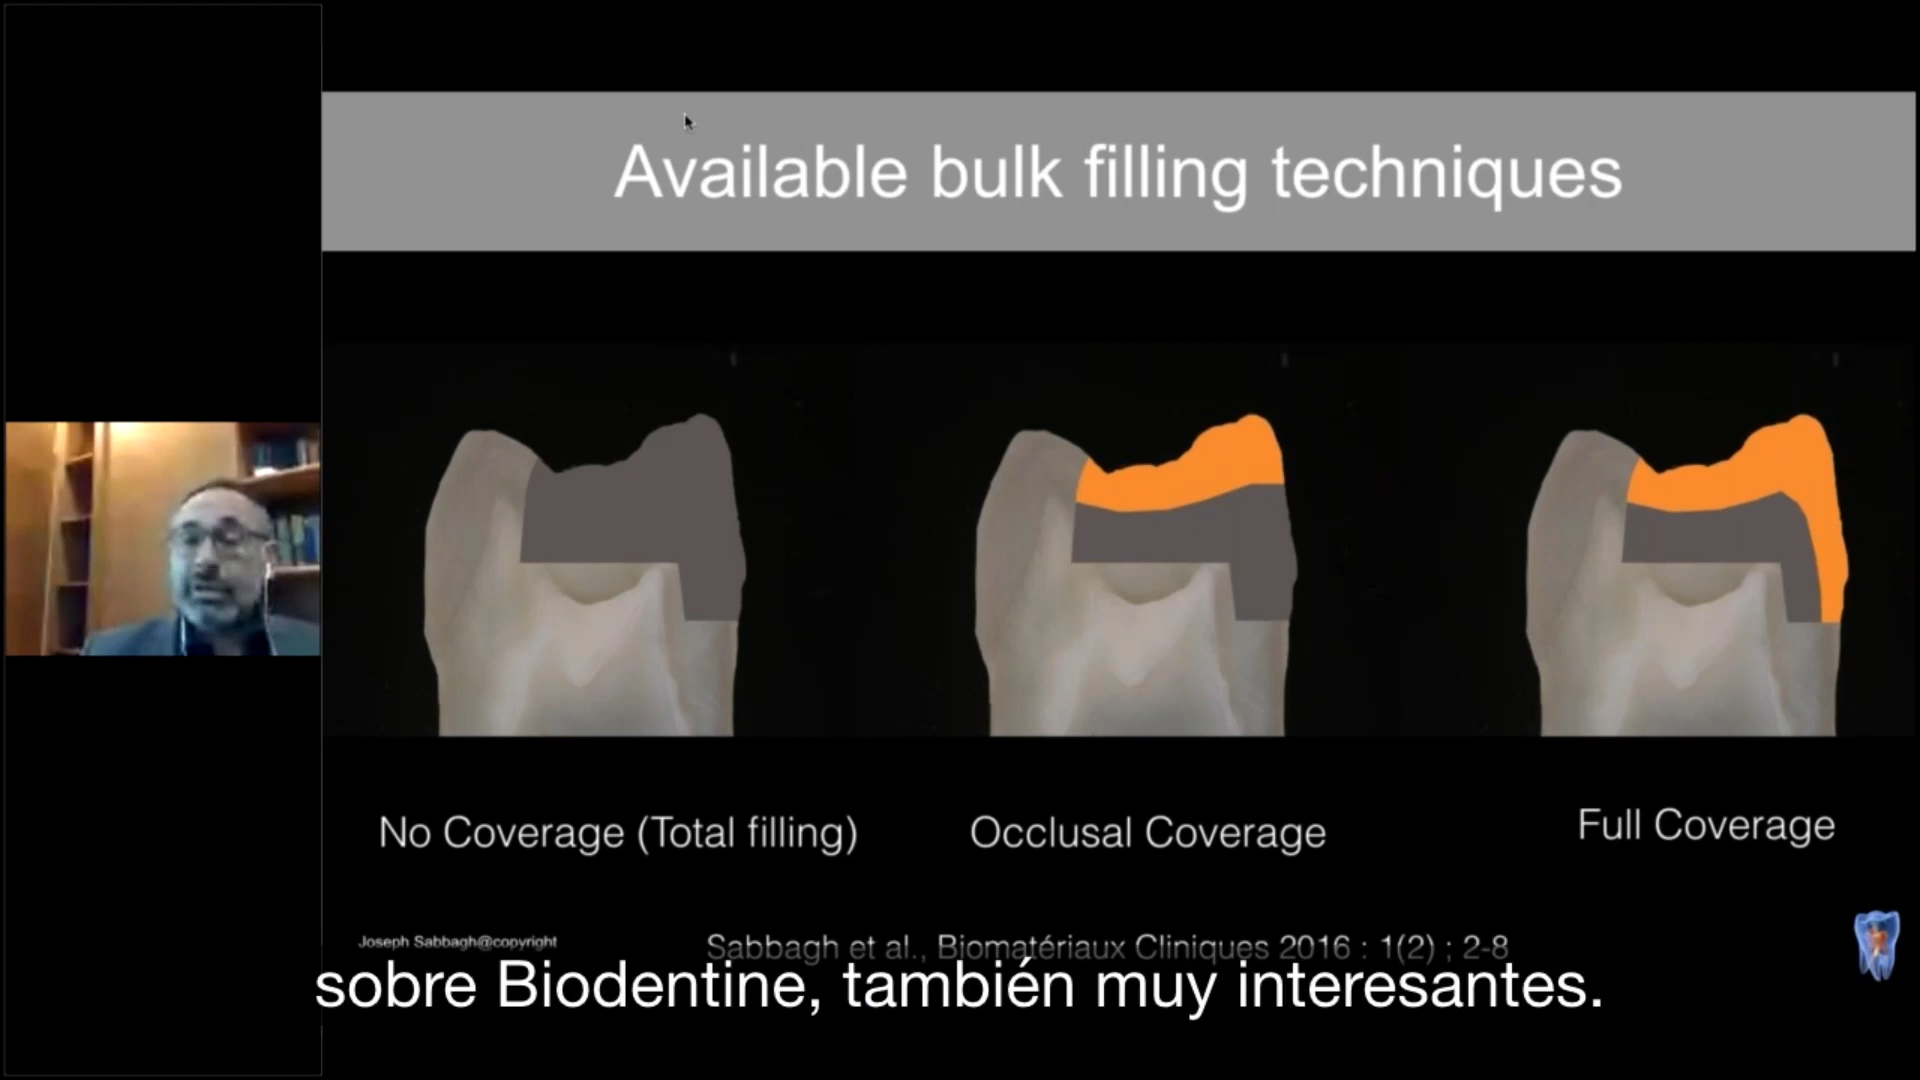 Available bulk filling techniques
No Coverage (Total filling)
Occlusal Coverage
Full Coverage
Joseph Sabbagh@copyright
Sabbagh et al., Biomatériaux Cliniques 2016 : 1(2) ; 2-8
sobre Biodentine, también muy interesantes.